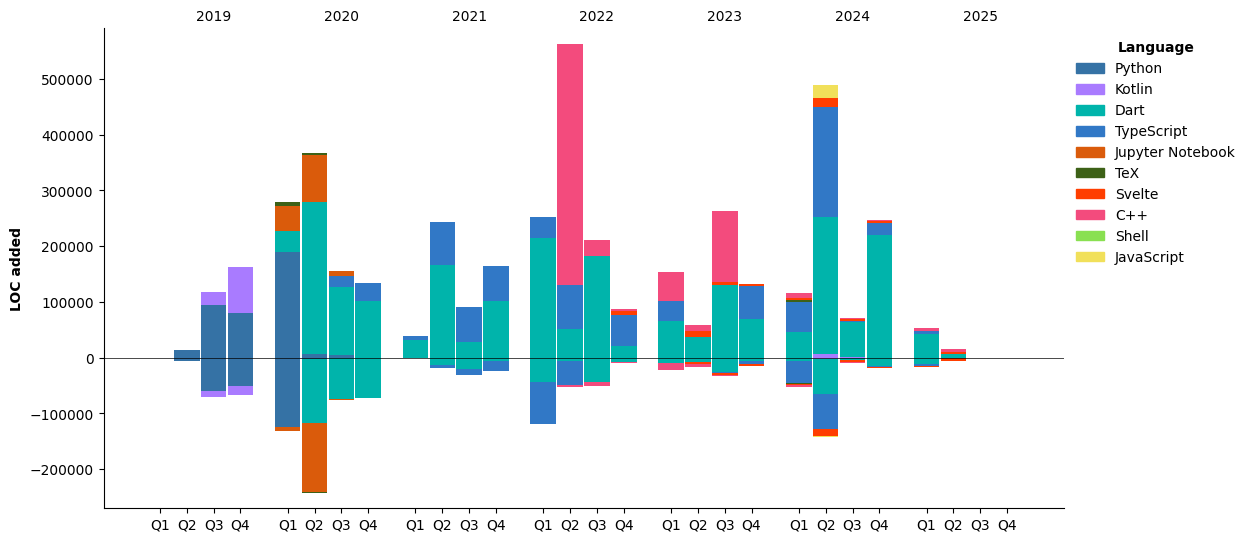 2019 2020 2021 2022 2023 2024 2025
Language
Python
Kotlin
Dart
TypeScript
Jupyter Notebook
TeX
Svelte
C++
Shell
JavaScript
LOC added
500000
400000
300000
200000
100000
0
−100000
−200000
Q1 Q2 Q3 Q4 Q1 Q2 Q3 Q4 Q1 Q2 Q3 Q4 Q1 Q2 Q3 Q4 Q1 Q2 Q3 Q4 Q1 Q2 Q3 Q4 Q1 Q2 Q3 Q4